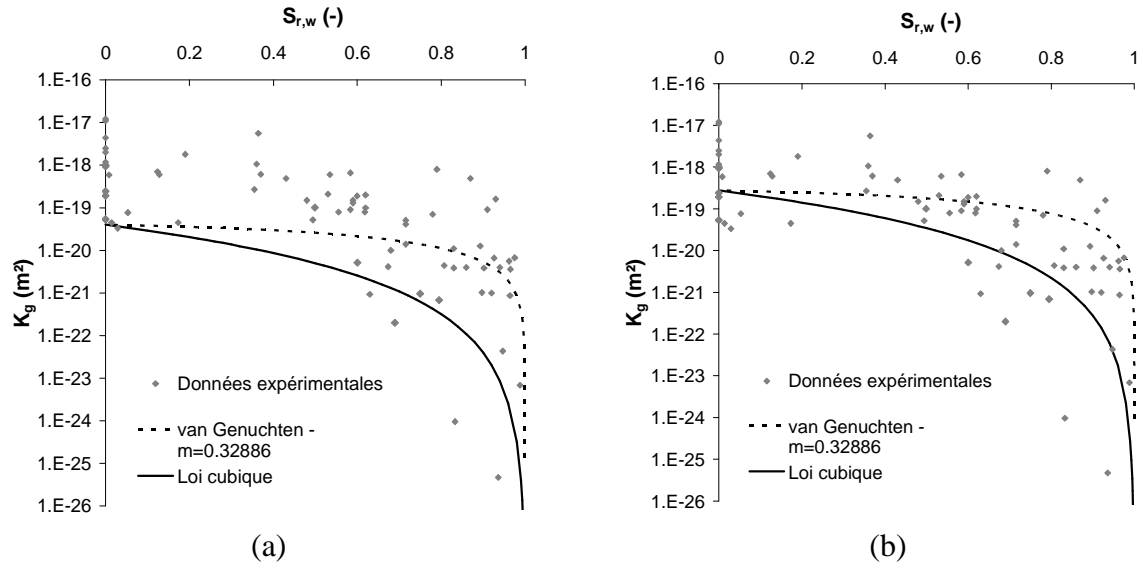 S_r,w (-)
0 0.2 0.4 0.6 0.8 1
1.E-16
1.E-17
1.E-18
1.E-19
1.E-20
1.E-21
1.E-22
1.E-23
1.E-24
1.E-25
1.E-26
K_g (m²)
Données expérimentales
van Genuchten -
m=0.32886
Loi cubique
(a)
S_r,w (-)
0 0.2 0.4 0.6 0.8 1
1.E-16
1.E-17
1.E-18
1.E-19
1.E-20
1.E-21
1.E-22
1.E-23
1.E-24
1.E-25
1.E-26
K_g (m²)
Données expérimentales
van Genuchten -
m=0.32886
Loi cubique
(b)